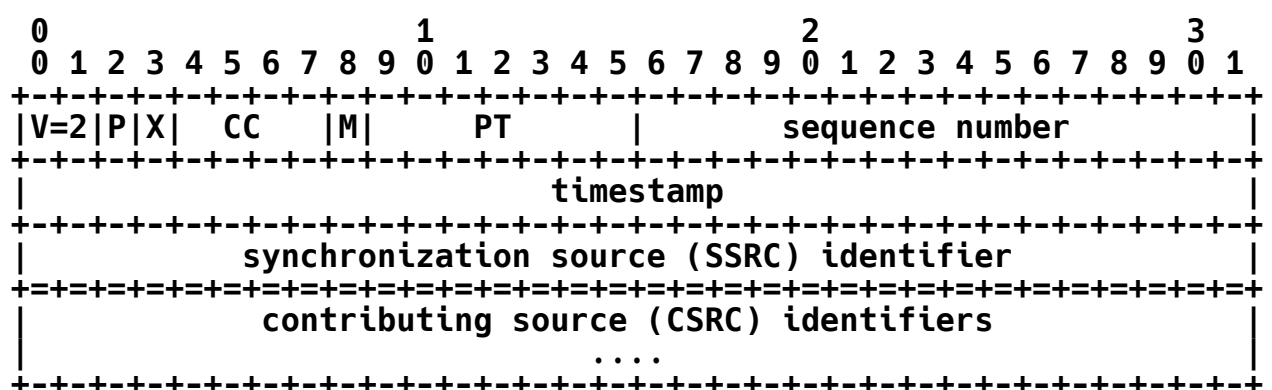 0                   1                   2                   3
 0 1 2 3 4 5 6 7 8 9 0 1 2 3 4 5 6 7 8 9 0 1 2 3 4 5 6 7 8 9 0 1
+-+-+-+-+-+-+-+-+-+-+-+-+-+-+-+-+-+-+-+-+-+-+-+-+-+-+-+-+-+-+-+-+
|V=2|P|X|  CC   |M|     PT      |       sequence number         |
+-+-+-+-+-+-+-+-+-+-+-+-+-+-+-+-+-+-+-+-+-+-+-+-+-+-+-+-+-+-+-+-+
|                           timestamp                           |
+-+-+-+-+-+-+-+-+-+-+-+-+-+-+-+-+-+-+-+-+-+-+-+-+-+-+-+-+-+-+-+-+
|           synchronization source (SSRC) identifier            |
+=+=+=+=+=+=+=+=+=+=+=+=+=+=+=+=+=+=+=+=+=+=+=+=+=+=+=+=+=+=+=+=+
|            contributing source (CSRC) identifiers             |
|                             ....                              |
+-+-+-+-+-+-+-+-+-+-+-+-+-+-+-+-+-+-+-+-+-+-+-+-+-+-+-+-+-+-+-+-+